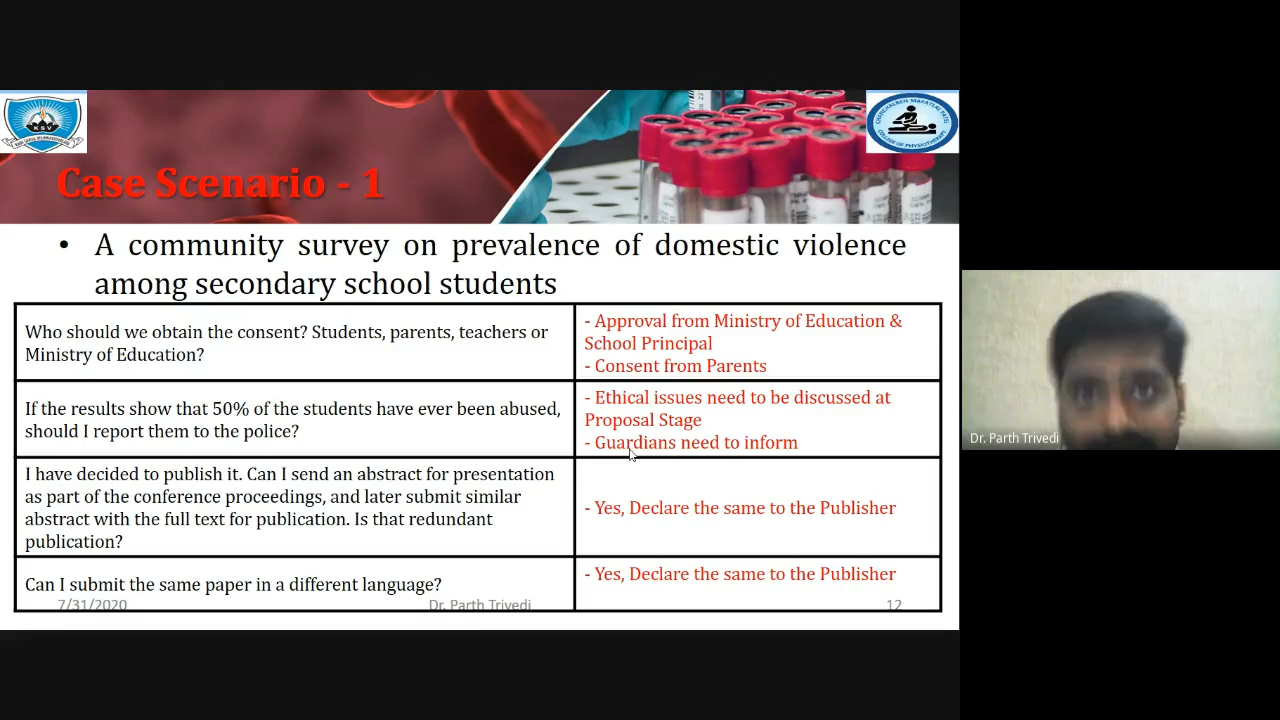 KSV
Case Scenario - 1
• A community survey on prevalence of domestic violence
among secondary school students
Who should we obtain the consent? Students, parents, teachers or
Ministry of Education?
- Approval from Ministry of Education &
School Principal
- Consent from Parents
If the results show that 50% of the students have ever been abused,
should I report them to the police?
- Ethical issues need to be discussed at
Proposal Stage
- Guardians need to inform
I have decided to publish it. Can I send an abstract for presentation
as part of the conference proceedings, and later submit similar
abstract with the full text for publication. Is that redundant
publication?
- Yes, Declare the same to the Publisher
Can I submit the same paper in a different language?
- Yes, Declare the same to the Publisher
7/31/2020
Dr. Parth Trivedi
12
Dr. Parth Trivedi